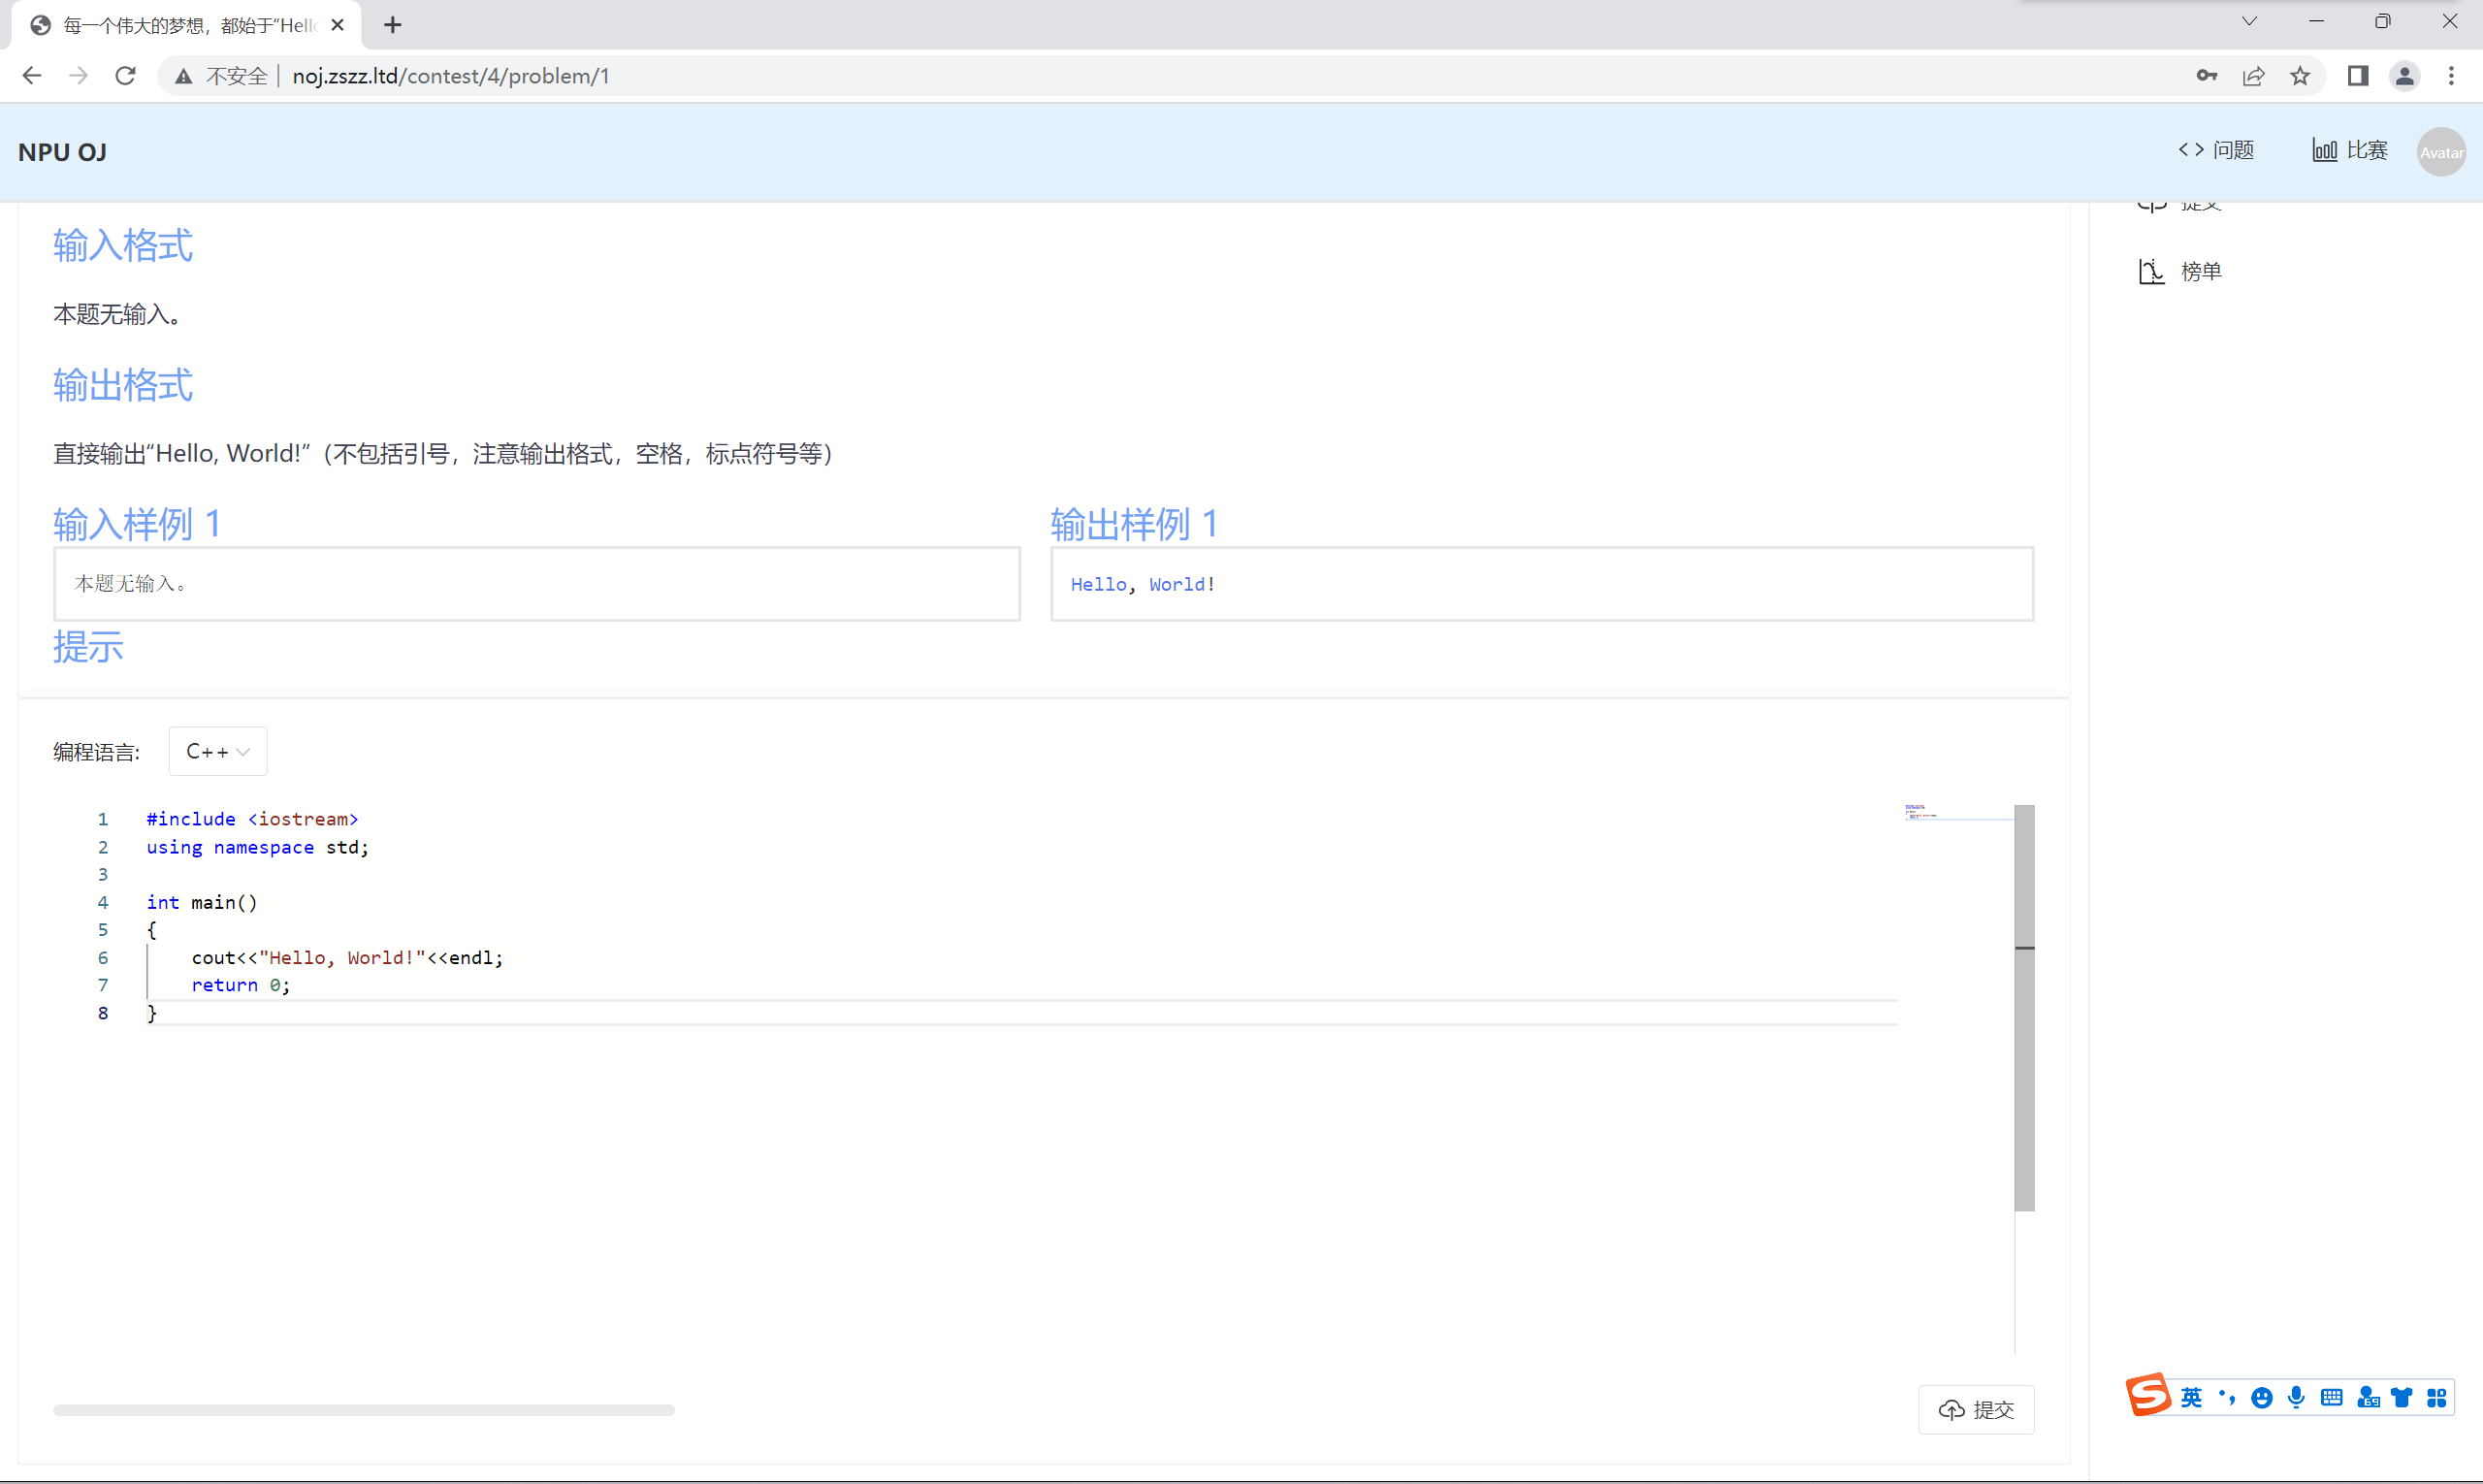 每一个伟大的梦想，都始于“Hell
不安全 noj.zszz.ltd/contest/4/problem/1
NPU OJ
<> 问题 比赛 Avatar
提交
榜单
输入格式
本题无输入。
输出格式
直接输出“Hello, World!”（不包括引号，注意输出格式，空格，标点符号等）
输入样例 1
输出样例 1
本题无输入。
Hello, World!
提示
编程语言: C++
1 #include <iostream>
2 using namespace std;
3
4 int main()
5 {
6 cout<<"Hello, World!"<<endl;
7 return 0;
8 }
提交
S 英 69